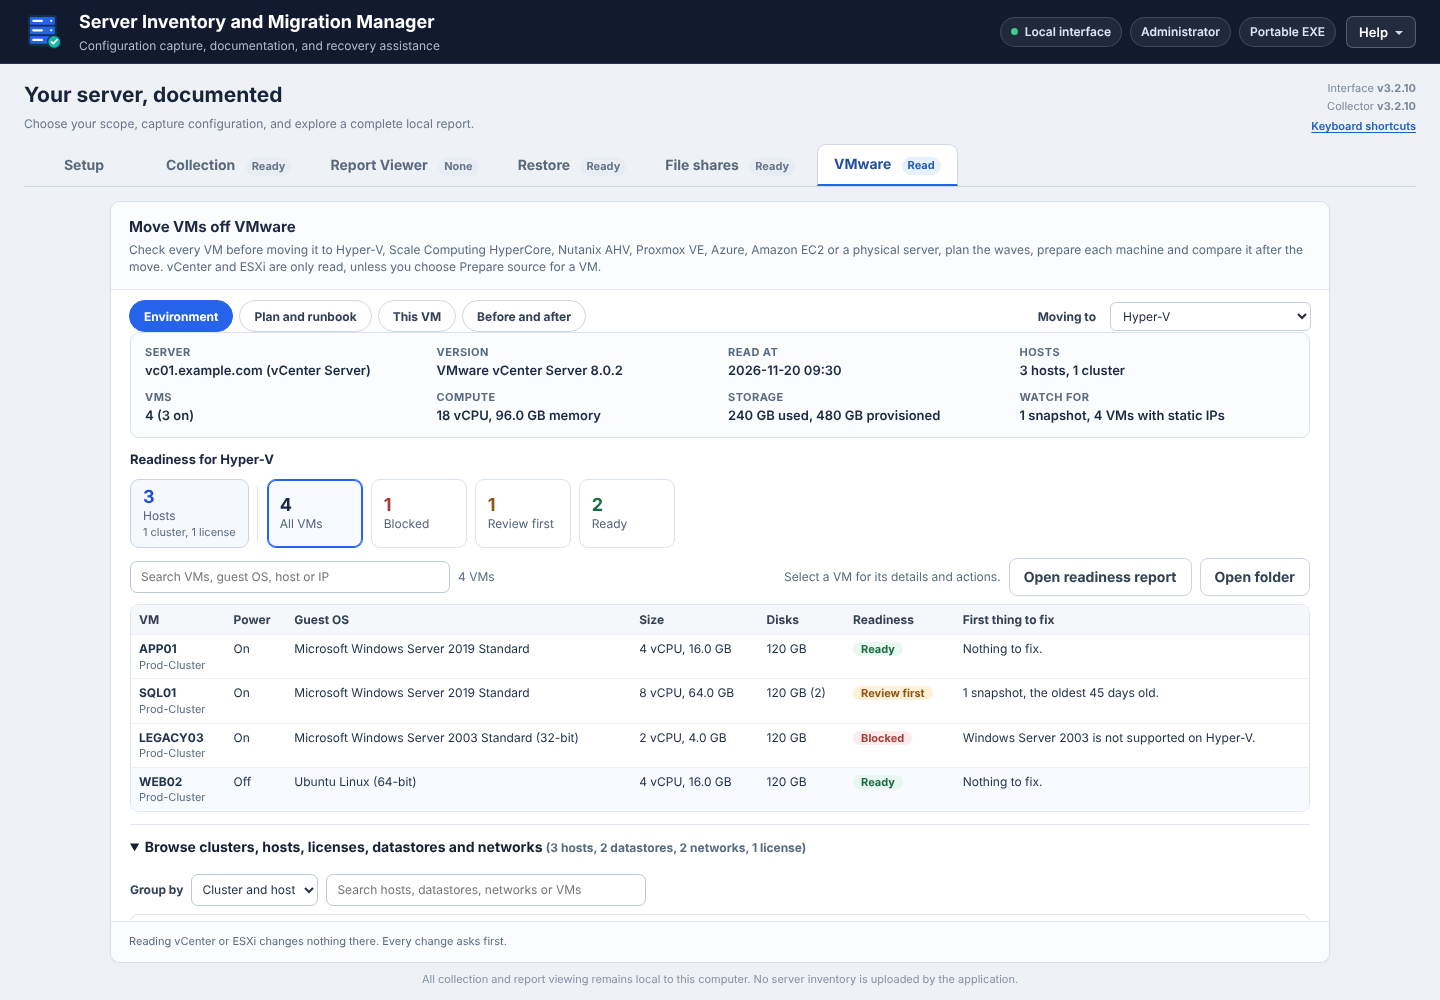 Server Inventory and Migration Manager
Configuration capture, documentation, and recovery assistance
Local interface
Administrator
Portable EXE
Help
Your server, documented
Choose your scope, capture configuration, and explore a complete local report.
Interface v3.2.10
Collector v3.2.10
Keyboard shortcuts
Setup
Collection Ready
Report Viewer None
Restore Ready
File shares Ready
VMware Read
Move VMs off VMware
Check every VM before moving it to Hyper-V, Scale Computing HyperCore, Nutanix AHV, Proxmox VE, Azure, Amazon EC2 or a physical server, plan the waves, prepare each machine and compare it after the
move. vCenter and ESXi are only read, unless you choose Prepare source for a VM.
Environment
Plan and runbook
This VM
Before and after
Moving to
Hyper-V
SERVER
vc01.example.com (vCenter Server)
VERSION
VMware vCenter Server 8.0.2
READ AT
2026-11-20 09:30
HOSTS
3 hosts, 1 cluster
VMS
4 (3 on)
COMPUTE
18 vCPU, 96.0 GB memory
STORAGE
240 GB used, 480 GB provisioned
WATCH FOR
1 snapshot, 4 VMs with static IPs
Readiness for Hyper-V
3
Hosts
1 cluster, 1 license
4
All VMs
1
Blocked
1
Review first
2
Ready
Search VMs, guest OS, host or IP
4 VMs
Select a VM for its details and actions.
Open readiness report
Open folder
VM Power Guest OS Size Disks Readiness First thing to fix
APP01 On Microsoft Windows Server 2019 Standard 4 vCPU, 16.0 GB 120 GB Ready Nothing to fix.
Prod-Cluster
SQL01 On Microsoft Windows Server 2019 Standard 8 vCPU, 64.0 GB 120 GB (2) Review first 1 snapshot, the oldest 45 days old.
Prod-Cluster
LEGACY03 On Microsoft Windows Server 2003 Standard (32-bit) 2 vCPU, 4.0 GB 120 GB Blocked Windows Server 2003 is not supported on Hyper-V.
Prod-Cluster
WEB02 Off Ubuntu Linux (64-bit) 4 vCPU, 16.0 GB 120 GB Ready Nothing to fix.
Prod-Cluster
Browse clusters, hosts, licenses, datastores and networks (3 hosts, 2 datastores, 2 networks, 1 license)
Group by
Cluster and host
Search hosts, datastores, networks or VMs
Reading vCenter or ESXi changes nothing there. Every change asks first.
All collection and report viewing remains local to this computer. No server inventory is uploaded by the application.